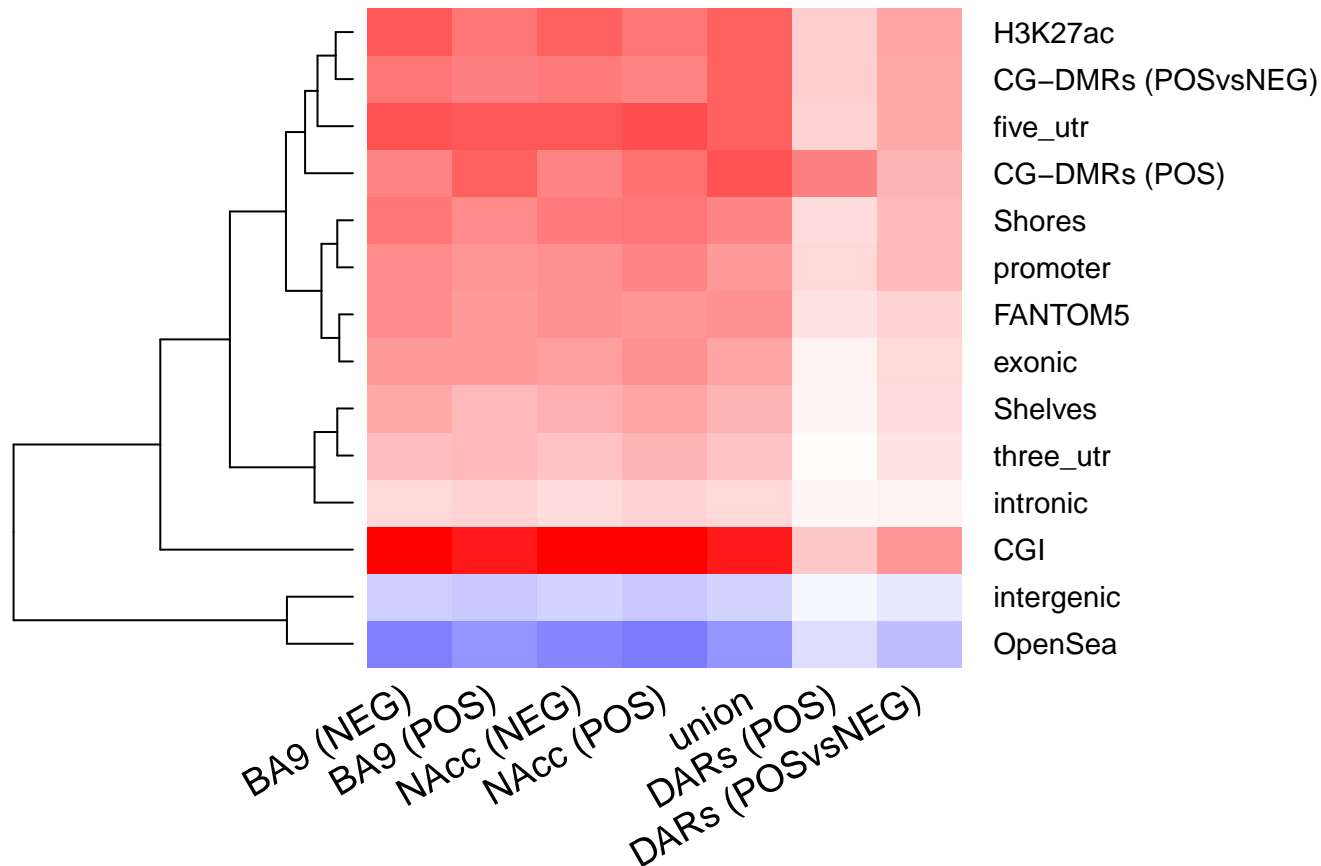 H3K27ac
CG−DMRs (POSvsNEG)
five_utr
CG−DMRs (POS)
Shores
promoter
FANTOM5
exonic
Shelves
three_utr
intronic
CGI
intergenic
OpenSea
BA9 (NEG)
BA9 (POS)
NAcc (NEG)
NAcc (POS)
union
DARs (POS)
DARs (POSvsNEG)